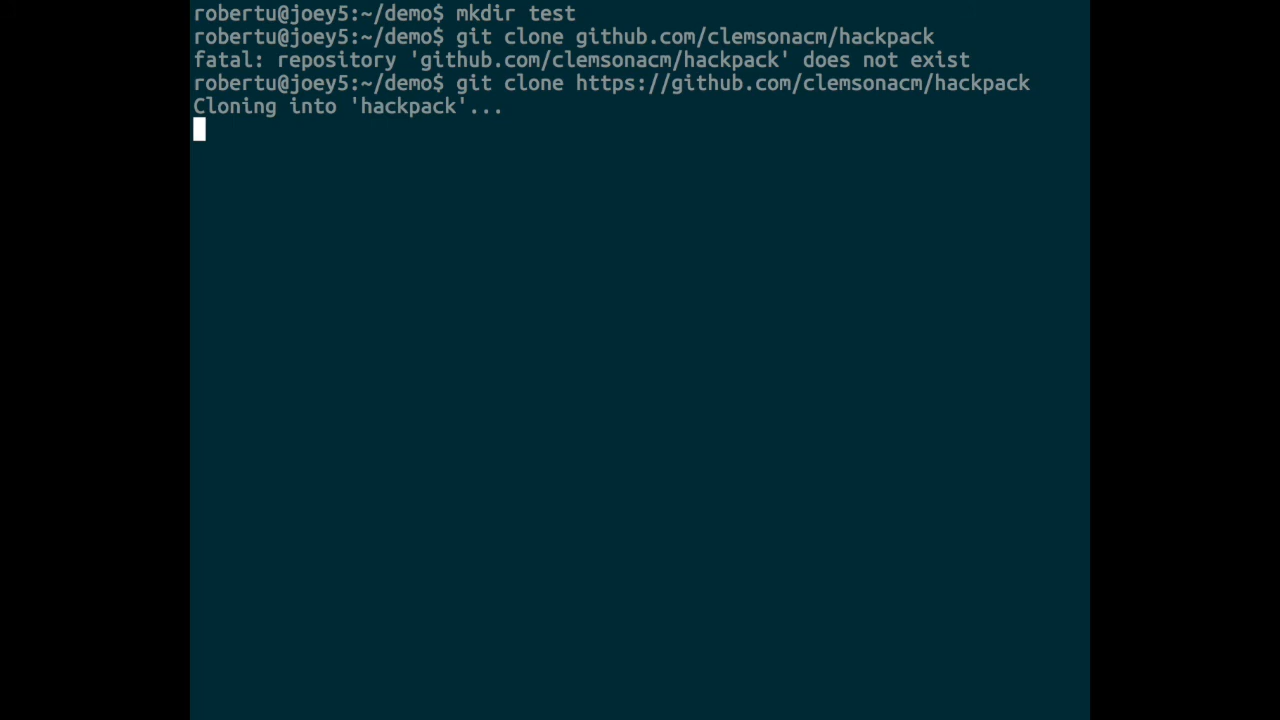 robertu@joey5:~/demo$ mkdir test
robertu@joey5:~/demo$ git clone github.com/clemsonacm/hackpack
fatal: repository 'github.com/clemsonacm/hackpack' does not exist
robertu@joey5:~/demo$ git clone https://github.com/clemsonacm/hackpack
Cloning into 'hackpack'...